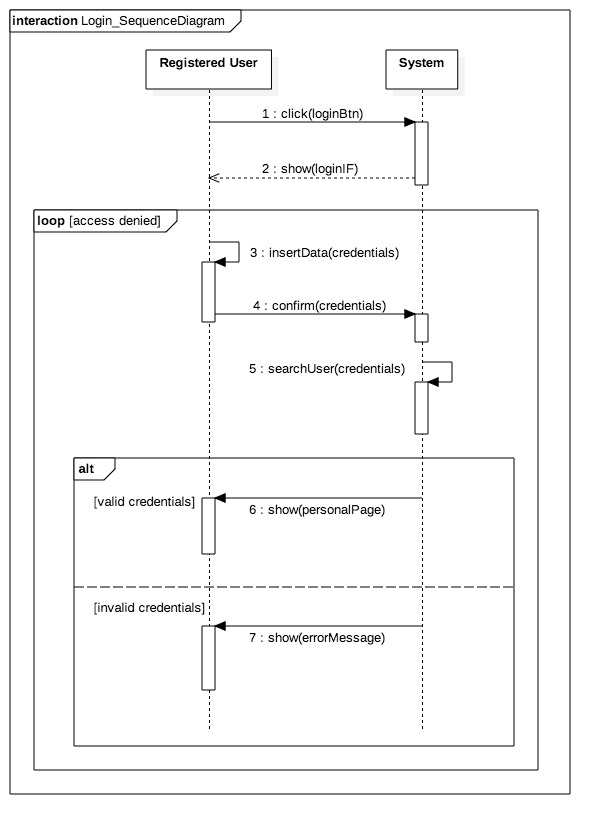 interaction Login_SequenceDiagram
Registered User
System
1 : click(loginBtn)
2 : show(loginIF)
loop [access denied]
3 : insertData(credentials)
4 : confirm(credentials)
5 : searchUser(credentials)
alt
[valid credentials]
6 : show(personalPage)
[invalid credentials]
7 : show(errorMessage)